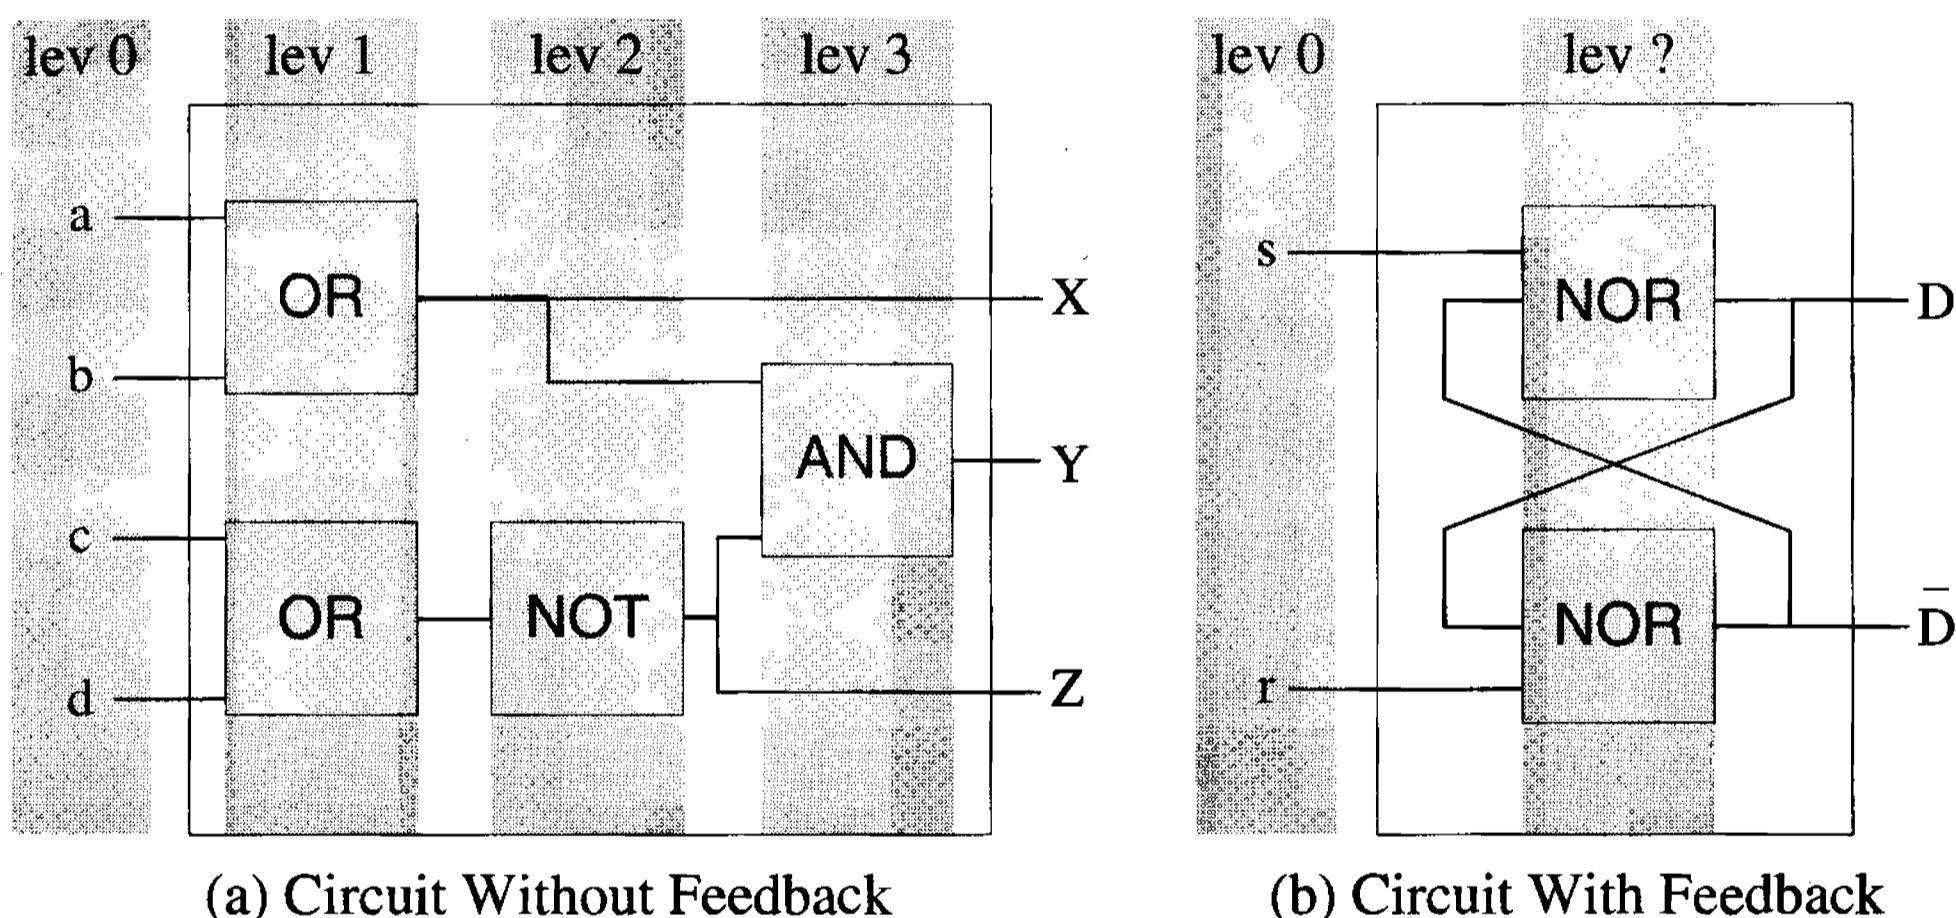 lev 0 lev 1 lev 2 lev 3
a
OR
X
b
AND
Y
c
OR NOT
d
Z
(a) Circuit Without Feedback
lev 0 lev ?
s
NOR
D
NOR
D̄
r
(b) Circuit With Feedback